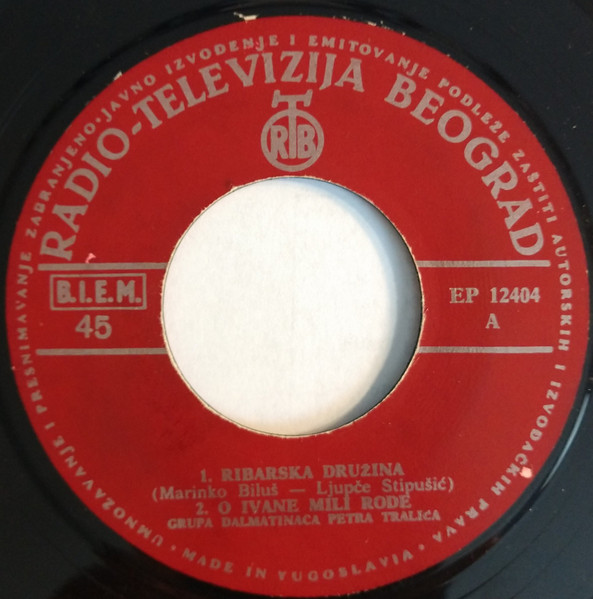 UMNOŽAVANJE I PRESNIMAVANJE ZABRANJENO • JAVNO IZVOĐENJE I EMITOVANJE PODLEŽE ZAŠTITI AUTORSKIH I IZVOĐAČKIH PRAVA •
RADIO-TELEVIZIJA BEOGRAD
RTB
B.I.E.M.
45
EP 12404
A
1. RIBARSKA DRUŽINA
(Marinko Biluš — Ljupče Stipušić)
2. O IVANE MILI RODE
GRUPA DALMATINACA PETRA TRALIĆA
• MADE IN YUGOSLAVIA •